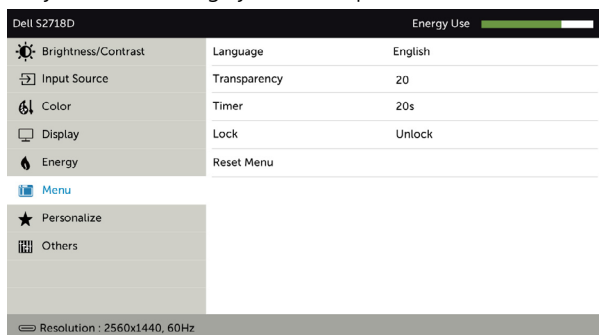 Dell S2718D Energy Use
Brightness/Contrast Language English
Input Source Transparency 20
Color Timer 20s
Display Lock Unlock
Energy Reset Menu
Menu
Personalize
Others
Resolution : 2560x1440, 60Hz